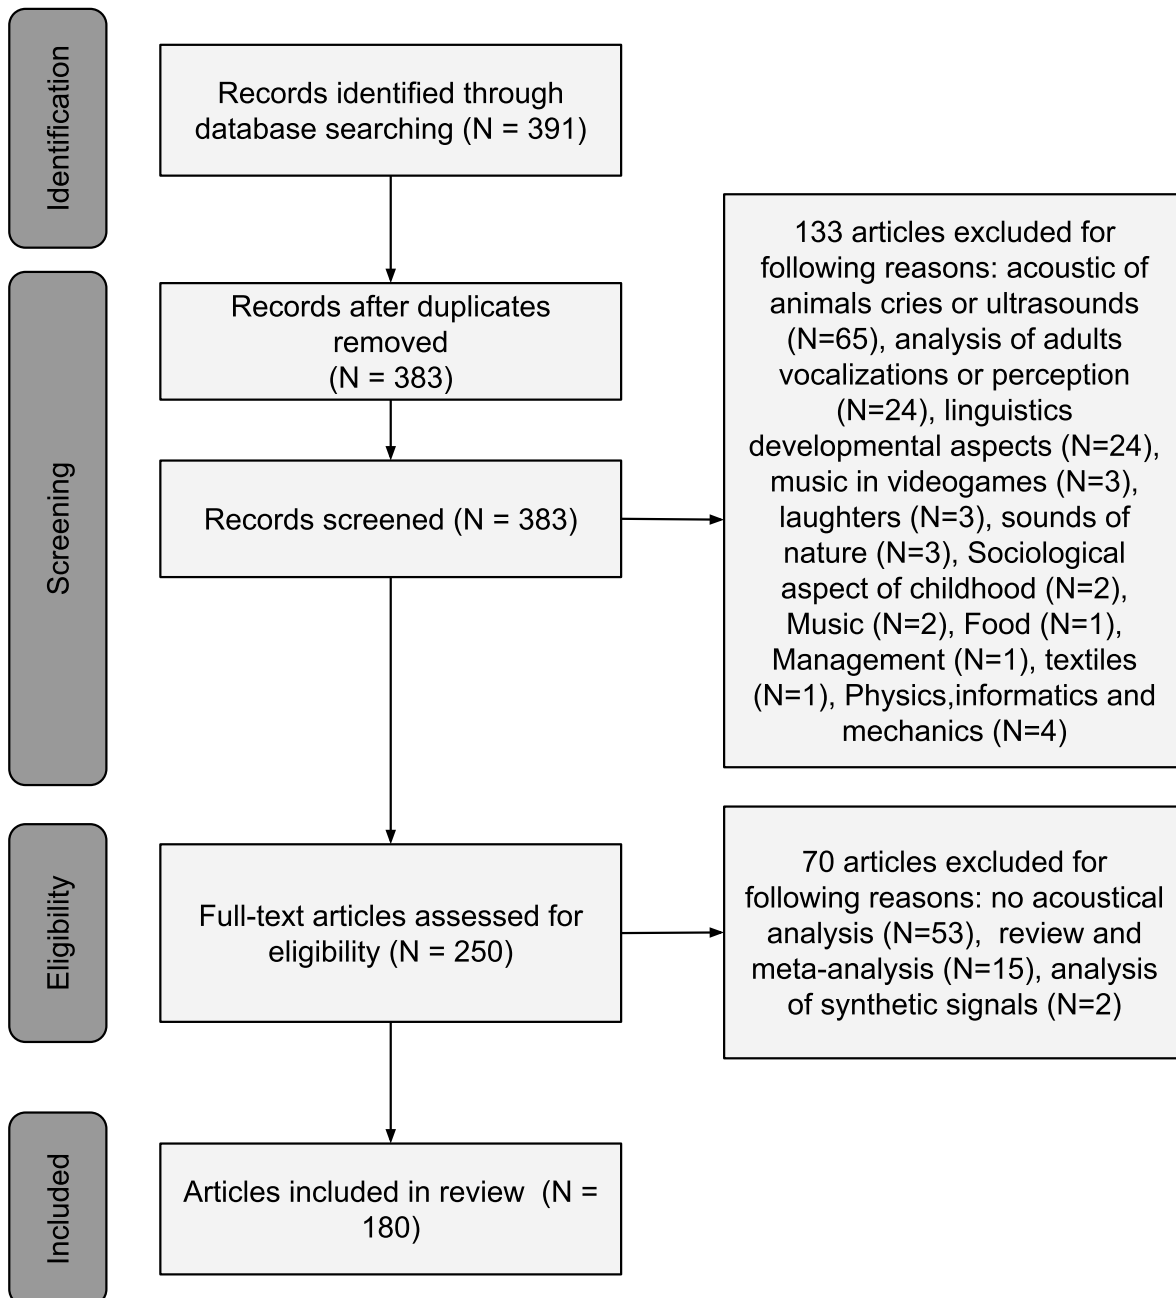 Identification
Records identified through
database searching (N = 391)
Screening
Records after duplicates
removed
(N = 383)
Records screened (N = 383)
133 articles excluded for
following reasons: acoustic of
animals cries or ultrasounds
(N=65), analysis of adults
vocalizations or perception
(N=24), linguistics
developmental aspects (N=24),
music in videogames (N=3),
laughters (N=3), sounds of
nature (N=3), Sociological
aspect of childhood (N=2),
Music (N=2), Food (N=1),
Management (N=1), textiles
(N=1), Physics,informatics and
mechanics (N=4)
Eligibility
Full-text articles assessed for
eligibility (N = 250)
70 articles excluded for
following reasons: no acoustical
analysis (N=53),  review and
meta-analysis (N=15), analysis
of synthetic signals (N=2)
Included
Articles included in review  (N =
180)